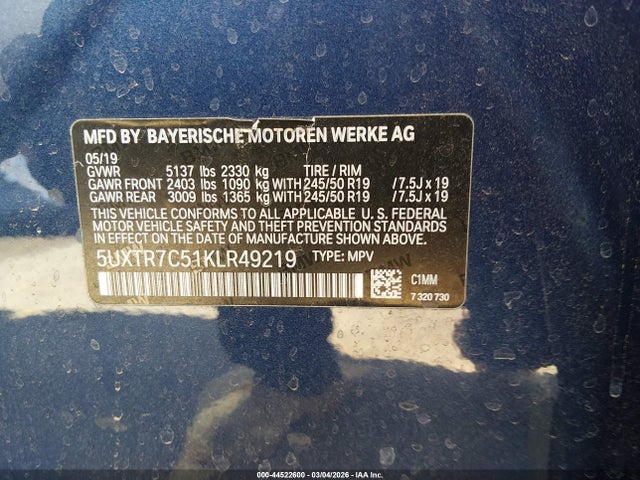 MFD BY BAYERISCHE MOTOREN WERKE AG
05/19
GVWR 5137 lbs 2330 kg TIRE / RIM
GAWR FRONT 2403 lbs 1090 kg WITH 245/50 R19 / 7.5J x 19
GAWR REAR 3009 lbs 1365 kg WITH 245/50 R19 / 7.5J x 19
THIS VEHICLE CONFORMS TO ALL APPLICABLE U. S. FEDERAL
MOTOR VEHICLE SAFETY AND THEFT PREVENTION STANDARDS
IN EFFECT ON THE DATE OF MANUFACTURE SHOWN ABOVE.
5UXTR7C51KLR49219 TYPE: MPV
C1MM
7 320 730
000-44522600 - 03/04/2026 - IAA Inc.